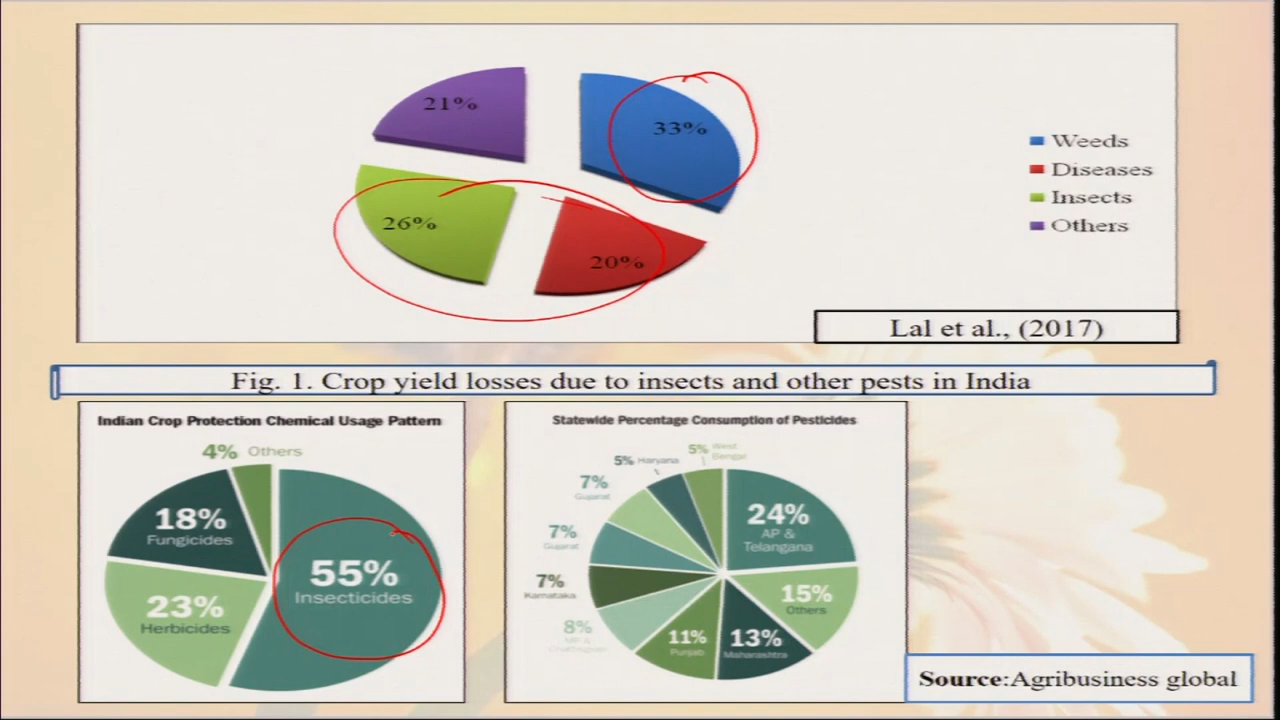 21%
33%
26%
20%
Weeds
Diseases
Insects
Others
Lal et al., (2017)
Fig. 1. Crop yield losses due to insects and other pests in India
Indian Crop Protection Chemical Usage Pattern
4% Others
18%
Fungicides
55%
Insecticides
23%
Herbicides
Statewide Percentage Consumption of Pesticides
5% West
Bengal
5% Haryana
7%
Gujarat
24%
AP &
Telangana
7%
Gujarat
7%
Karnataka
15%
Others
8%
11%
Punjab
13%
Maharashtra
Source:Agribusiness global